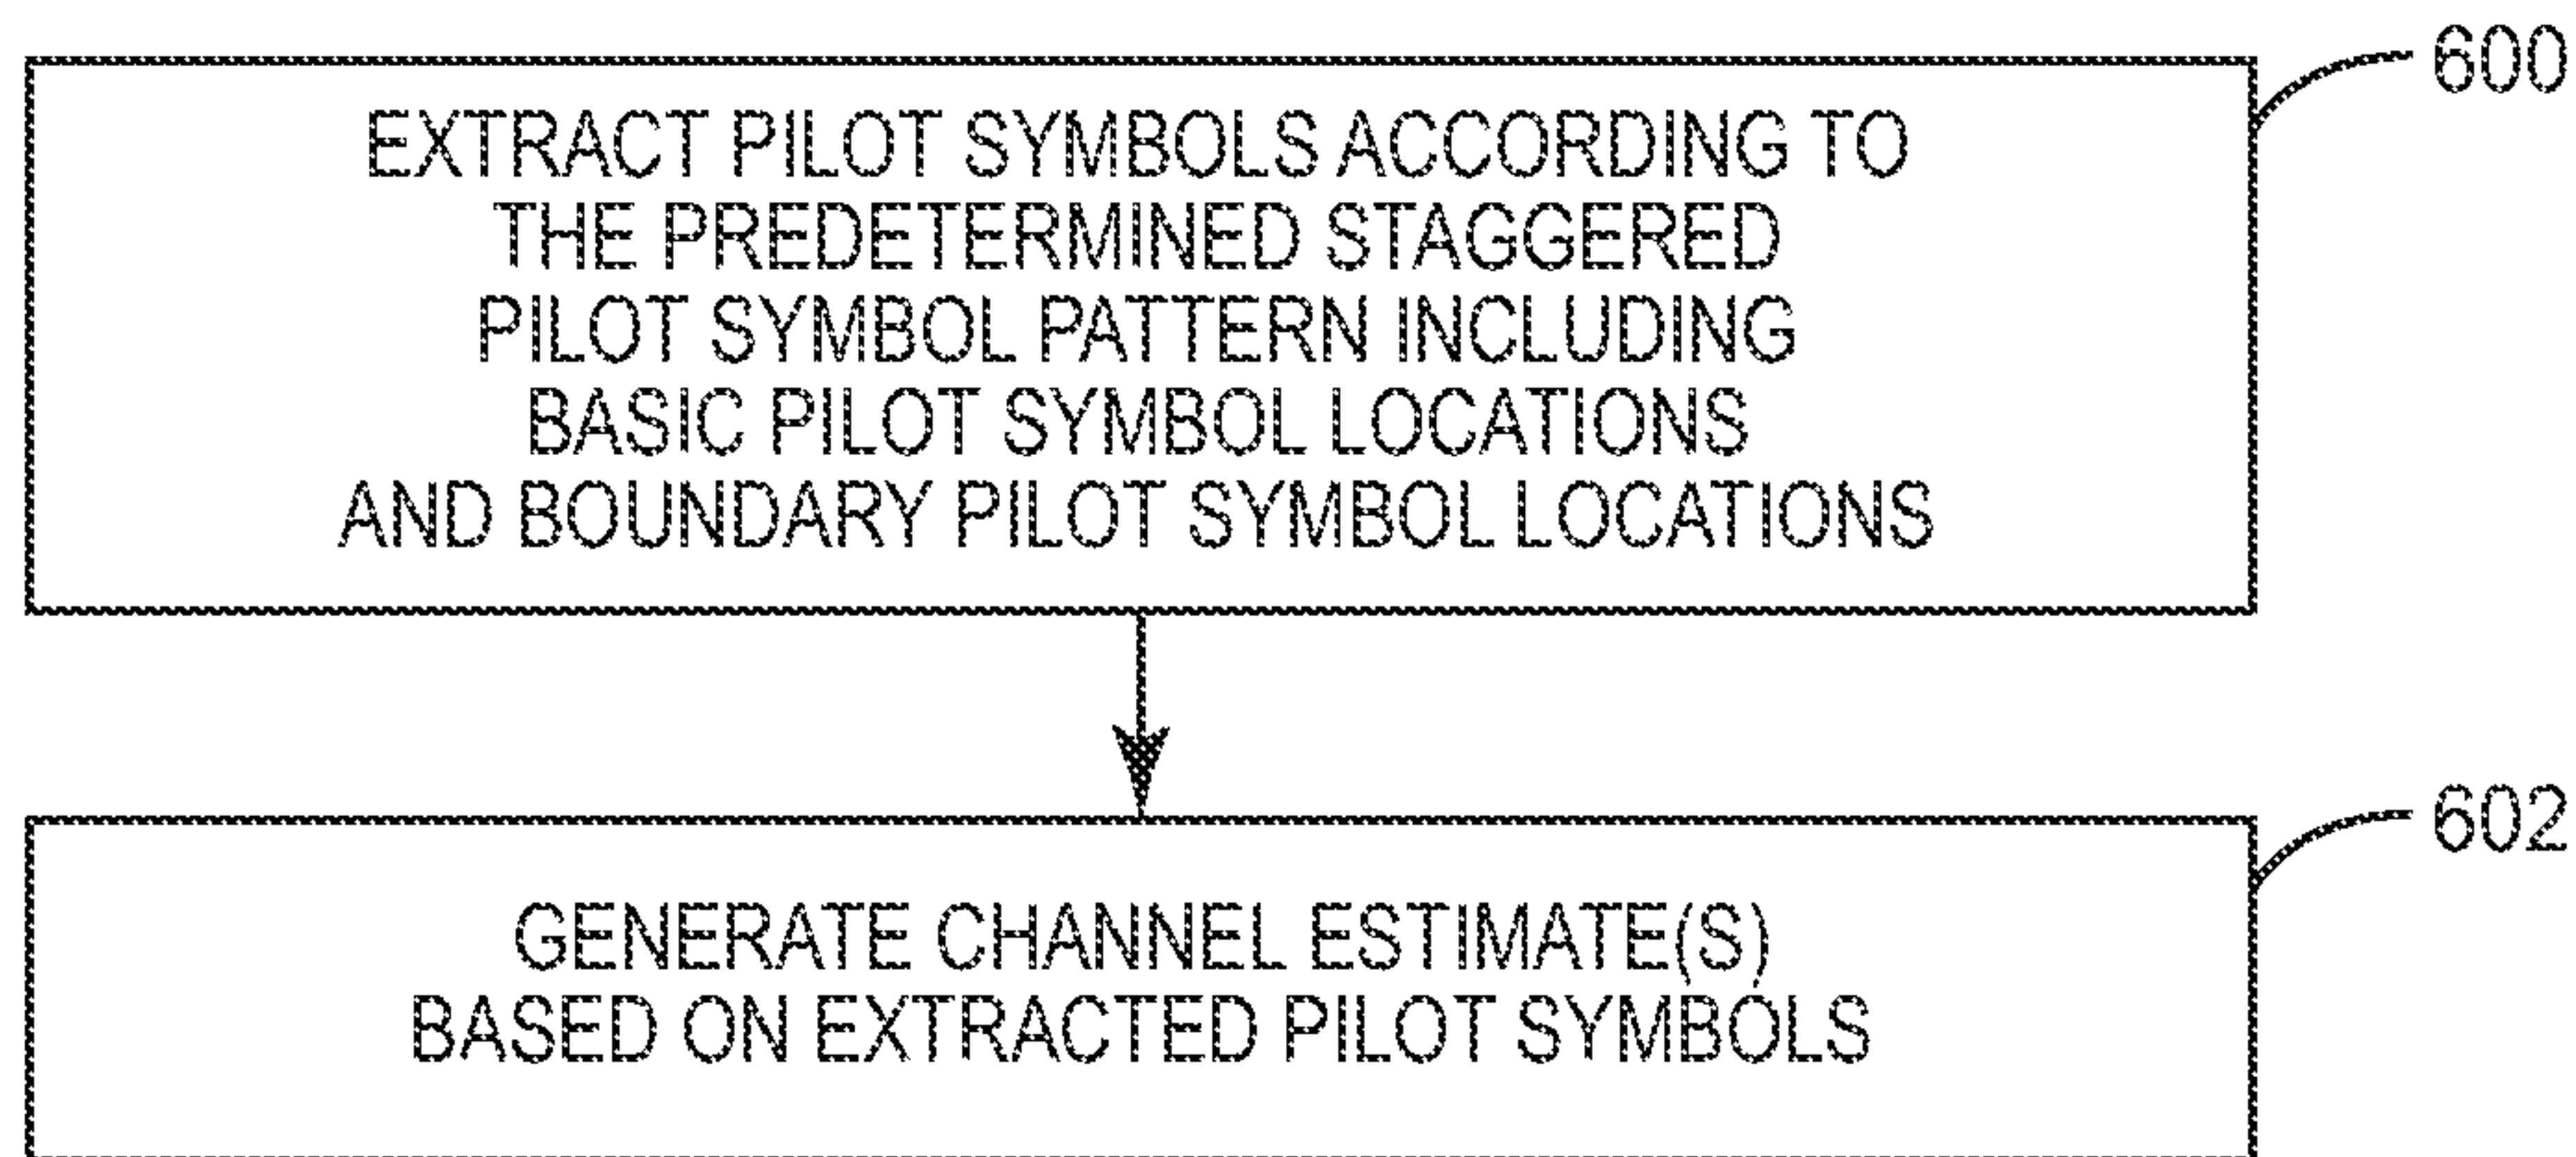 600
EXTRACT PILOT SYMBOLS ACCORDING TO
THE PREDETERMINED STAGGERED
PILOT SYMBOL PATTERN INCLUDING
BASIC PILOT SYMBOL LOCATIONS
AND BOUNDARY PILOT SYMBOL LOCATIONS
602
GENERATE CHANNEL ESTIMATE(S)
BASED ON EXTRACTED PILOT SYMBOLS